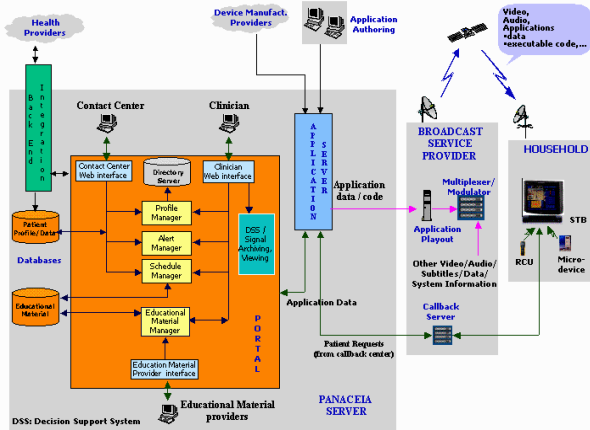 Health
Providers
Device Manufact.
Providers
Application
Authoring
Video,
Audio,
Applications
•data
•executable code,...
Back End
Integration
Contact Center
Clinician
APPLICATION
SERVER
BROADCAST
SERVICE
PROVIDER
HOUSEHOLD
Contact Center
Web interface
Directory
Server
Clinician
Web interface
Multiplexer/
Modulator
Application
data / code
Profile
Manager
Patient
Profile/Data
STB
Alert
Manager
DSS /
Signal
Archiving,
Viewing
Application
Playout
Databases
RCU
Micro-
device
Schedule
Manager
Other Video/Audio/
Subtitles/Data/
System Information
Educational
Material
Application Data
Educational
Material
Manager
Callback
Server
PORTAL
Patient Requests
(from callback center)
Education Material
Provider interface
Educational Material
providers
PANACEIA
SERVER
DSS: Decision Support System